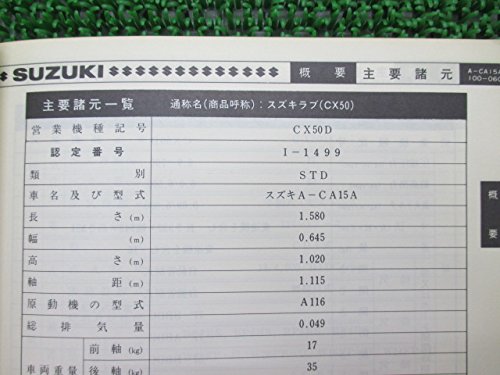 SUZUKI 概要 主要諸元 A-CA15A
100-060
主要諸元一覧 通称名(商品呼称):スズキラブ(CX50)
営業機種記号 CX50D
認定番号 I-1499
類別 STD
車名及び型式 スズキA-CA15A
長さ(m) 1.580
幅(m) 0.645
高さ(m) 1.020
軸距(m) 1.115
原動機の型式 A116
総排気量 0.049
車両重量 前軸(kg) 17
後軸(kg) 35
概要